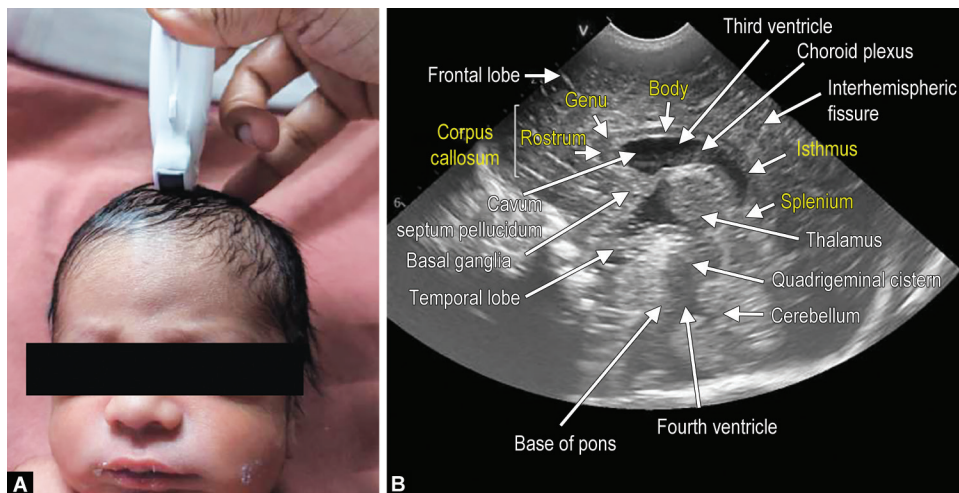 V
Third ventricle
Choroid plexus
Frontal lobe
Body
Interhemispheric
fissure
Genu
Corpus
callosum
Rostrum
Isthmus
6
Cavum
septum pellucidum
Splenium
Thalamus
Basal ganglia
Quadrigeminal cistern
Temporal lobe
Cerebellum
Fourth ventricle
Base of pons
A
B